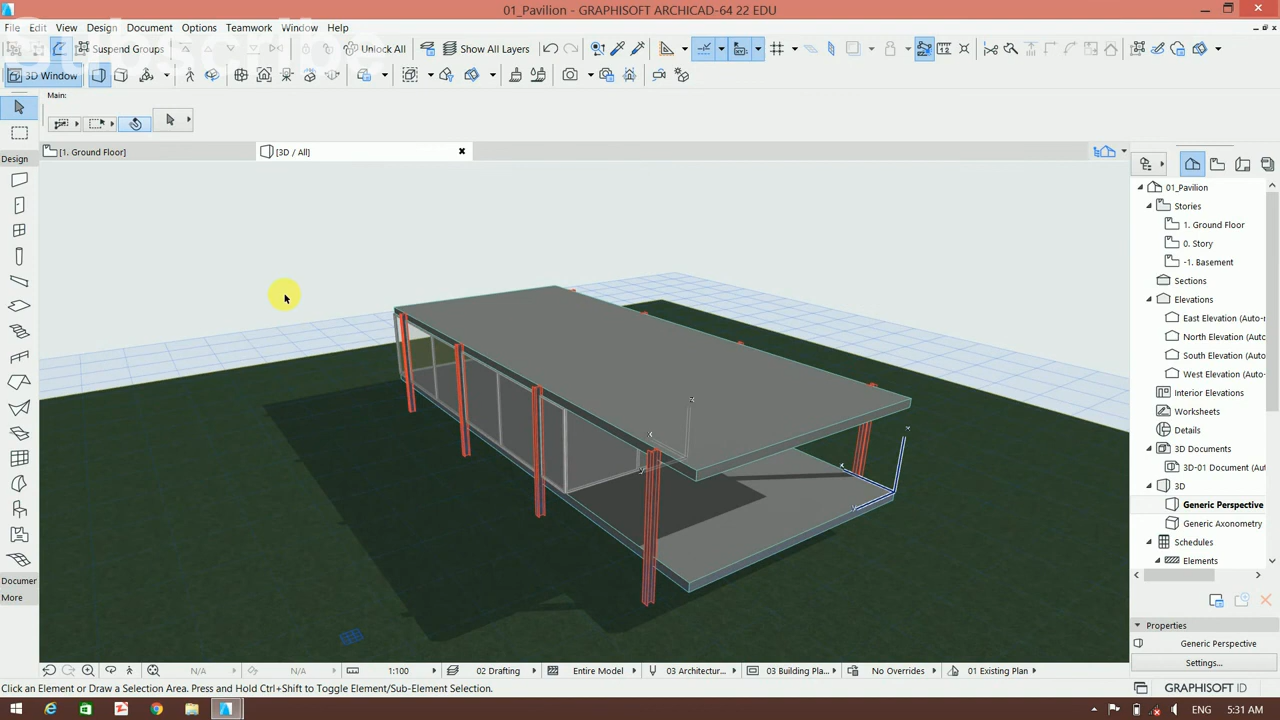 01_Pavilion - GRAPHISOFT ARCHICAD-64 22 EDU
File Edit View Design Document Options Teamwork Window Help
Subscribe
Suspend Groups
Unlock All
Show All Layers
3D Window
Main:
[1. Ground Floor]
[3D / All]
Design
01_Pavilion
Stories
1. Ground Floor
0. Story
-1. Basement
Sections
Elevations
East Elevation (Auto-r
North Elevation (Auto
South Elevation (Auto-
West Elevation (Auto-
Interior Elevations
Worksheets
Details
3D Documents
3D-01 Document (Aut
3D
Generic Perspective
Generic Axonometry
Schedules
Elements
Document
More
Properties
Generic Perspective
Settings...
N/A
N/A
1:100
02 Drafting
Entire Model
03 Architectur...
03 Building Pla...
No Overrides
01 Existing Plan
Click an Element or Draw a Selection Area. Press and Hold Ctrl+Shift to Toggle Element/Sub-Element Selection.
GRAPHISOFT ID
ENG
5:31 AM